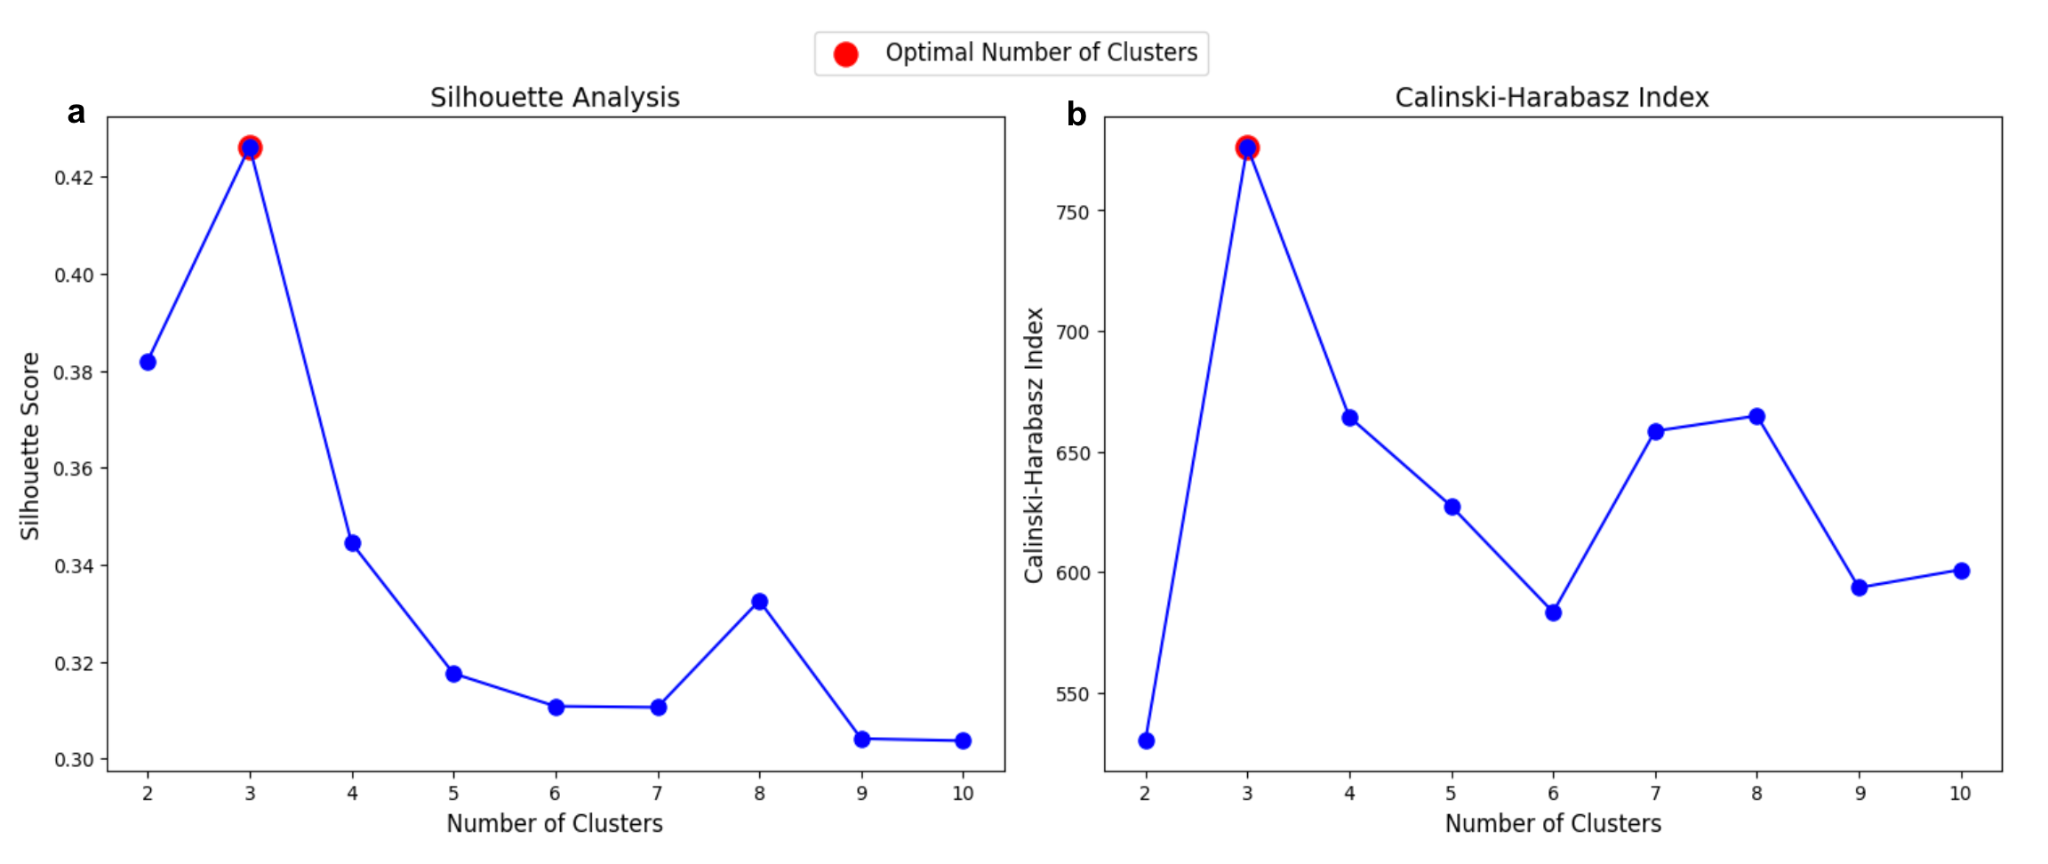 Optimal Number of Clusters
a
Silhouette Analysis
Silhouette Score
0.42
0.40
0.38
0.36
0.34
0.32
0.30
2 3 4 5 6 7 8 9 10
Number of Clusters
b
Calinski-Harabasz Index
Calinski-Harabasz Index
750
700
650
600
550
2 3 4 5 6 7 8 9 10
Number of Clusters